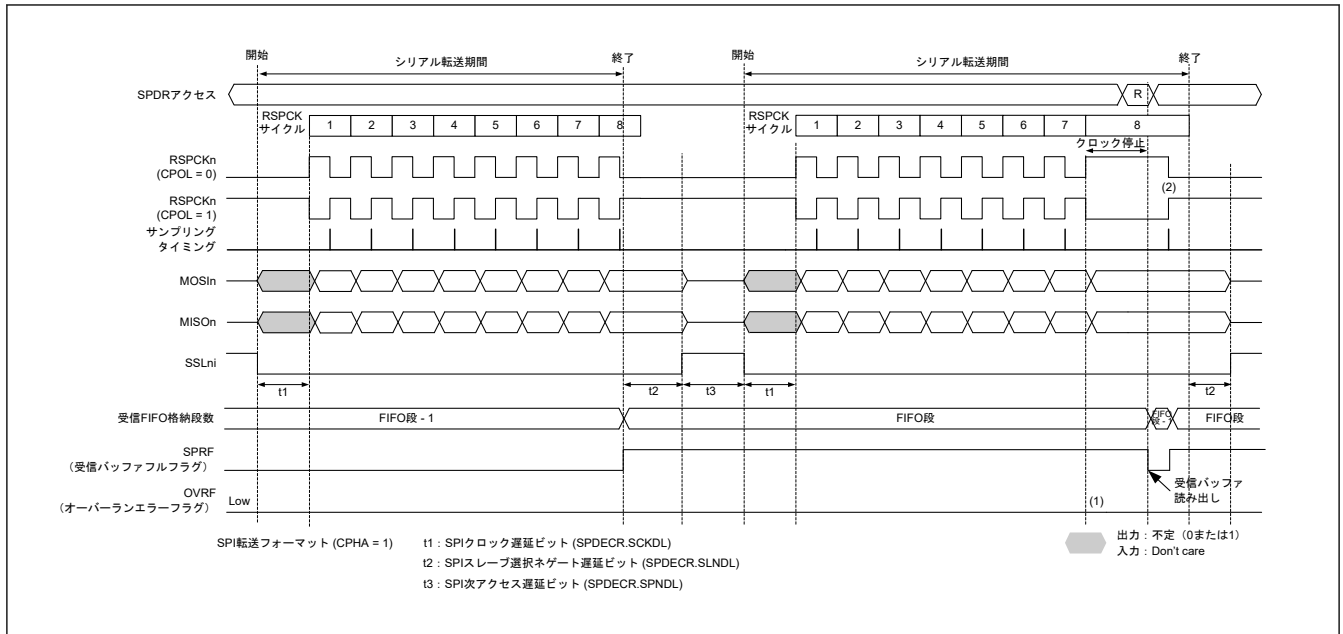 開始
シリアル転送期間
終了
開始
シリアル転送期間
終了
SPDRアクセス
R
RSPCK
サイクル
1 2 3 4 5 6 7 8
RSPCK
サイクル
1 2 3 4 5 6 7 8
クロック停止
RSPCKn
(CPOL = 0)
(2)
RSPCKn
(CPOL = 1)
サンプリング
タイミング
MOSIn
MISOn
SSLni
t1
t2
t3
t1
t2
受信FIFO格納段数
FIFO段 - 1
FIFO段
FIFO
段 - 1
FIFO段
SPRF
(受信バッファフルフラグ)
受信バッファ
読み出し
OVRF
(オーバーランエラーフラグ)
Low
(1)
SPI転送フォーマット (CPHA = 1)
t1 : SPIクロック遅延ビット (SPDECR.SCKDL)
t2 : SPIスレーブ選択ネゲート遅延ビット (SPDECR.SLNDL)
t3 : SPI次アクセス遅延ビット (SPDECR.SPNDL)
出力 : 不定（0または1）
入力 : Don't care